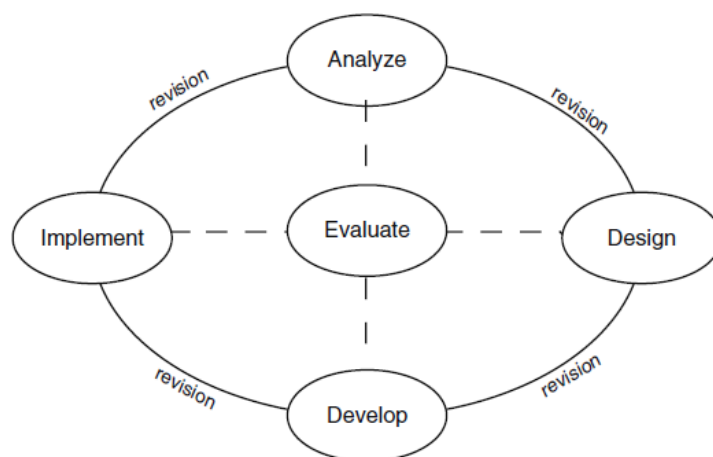 Analyze
revision
revision
Implement
Evaluate
Design
revision
revision
Develop